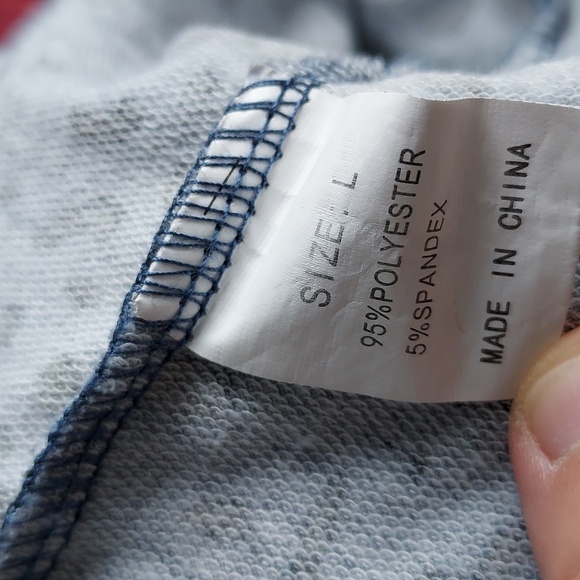 SIZE: L
95%POLYESTER
5%SPANDEX
MADE IN CHINA